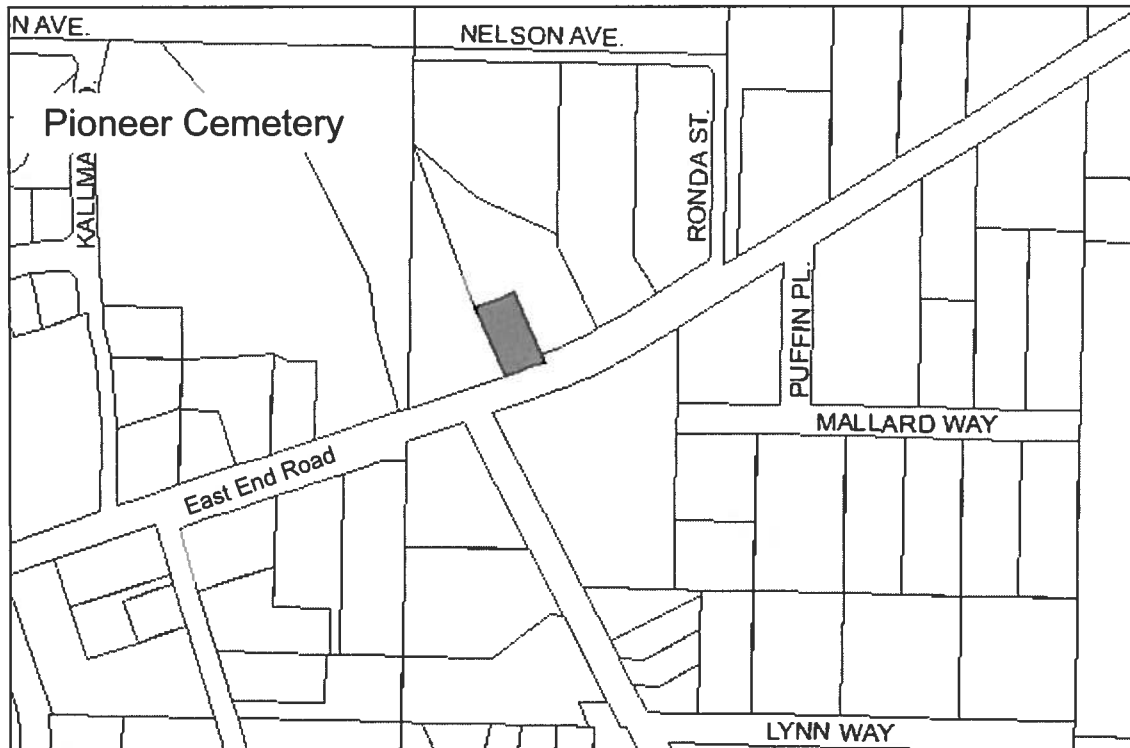 N AVE.
NELSON AVE.
Pioneer Cemetery
KALLMA
RONDA ST.
PUFFIN PL.
MALLARD WAY
East End Road
LYNN WAY